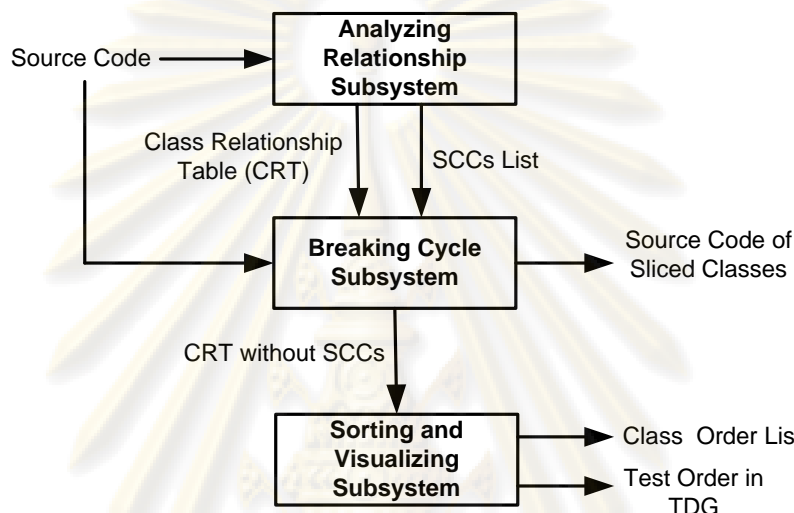 Analyzing
Relationship
Subsystem
Source Code
Class Relationship
Table (CRT)
SCCs List
Breaking Cycle
Subsystem
Source Code of
Sliced Classes
CRT without SCCs
Sorting and
Visualizing
Subsystem
Class Order Lis
Test Order in
TDG